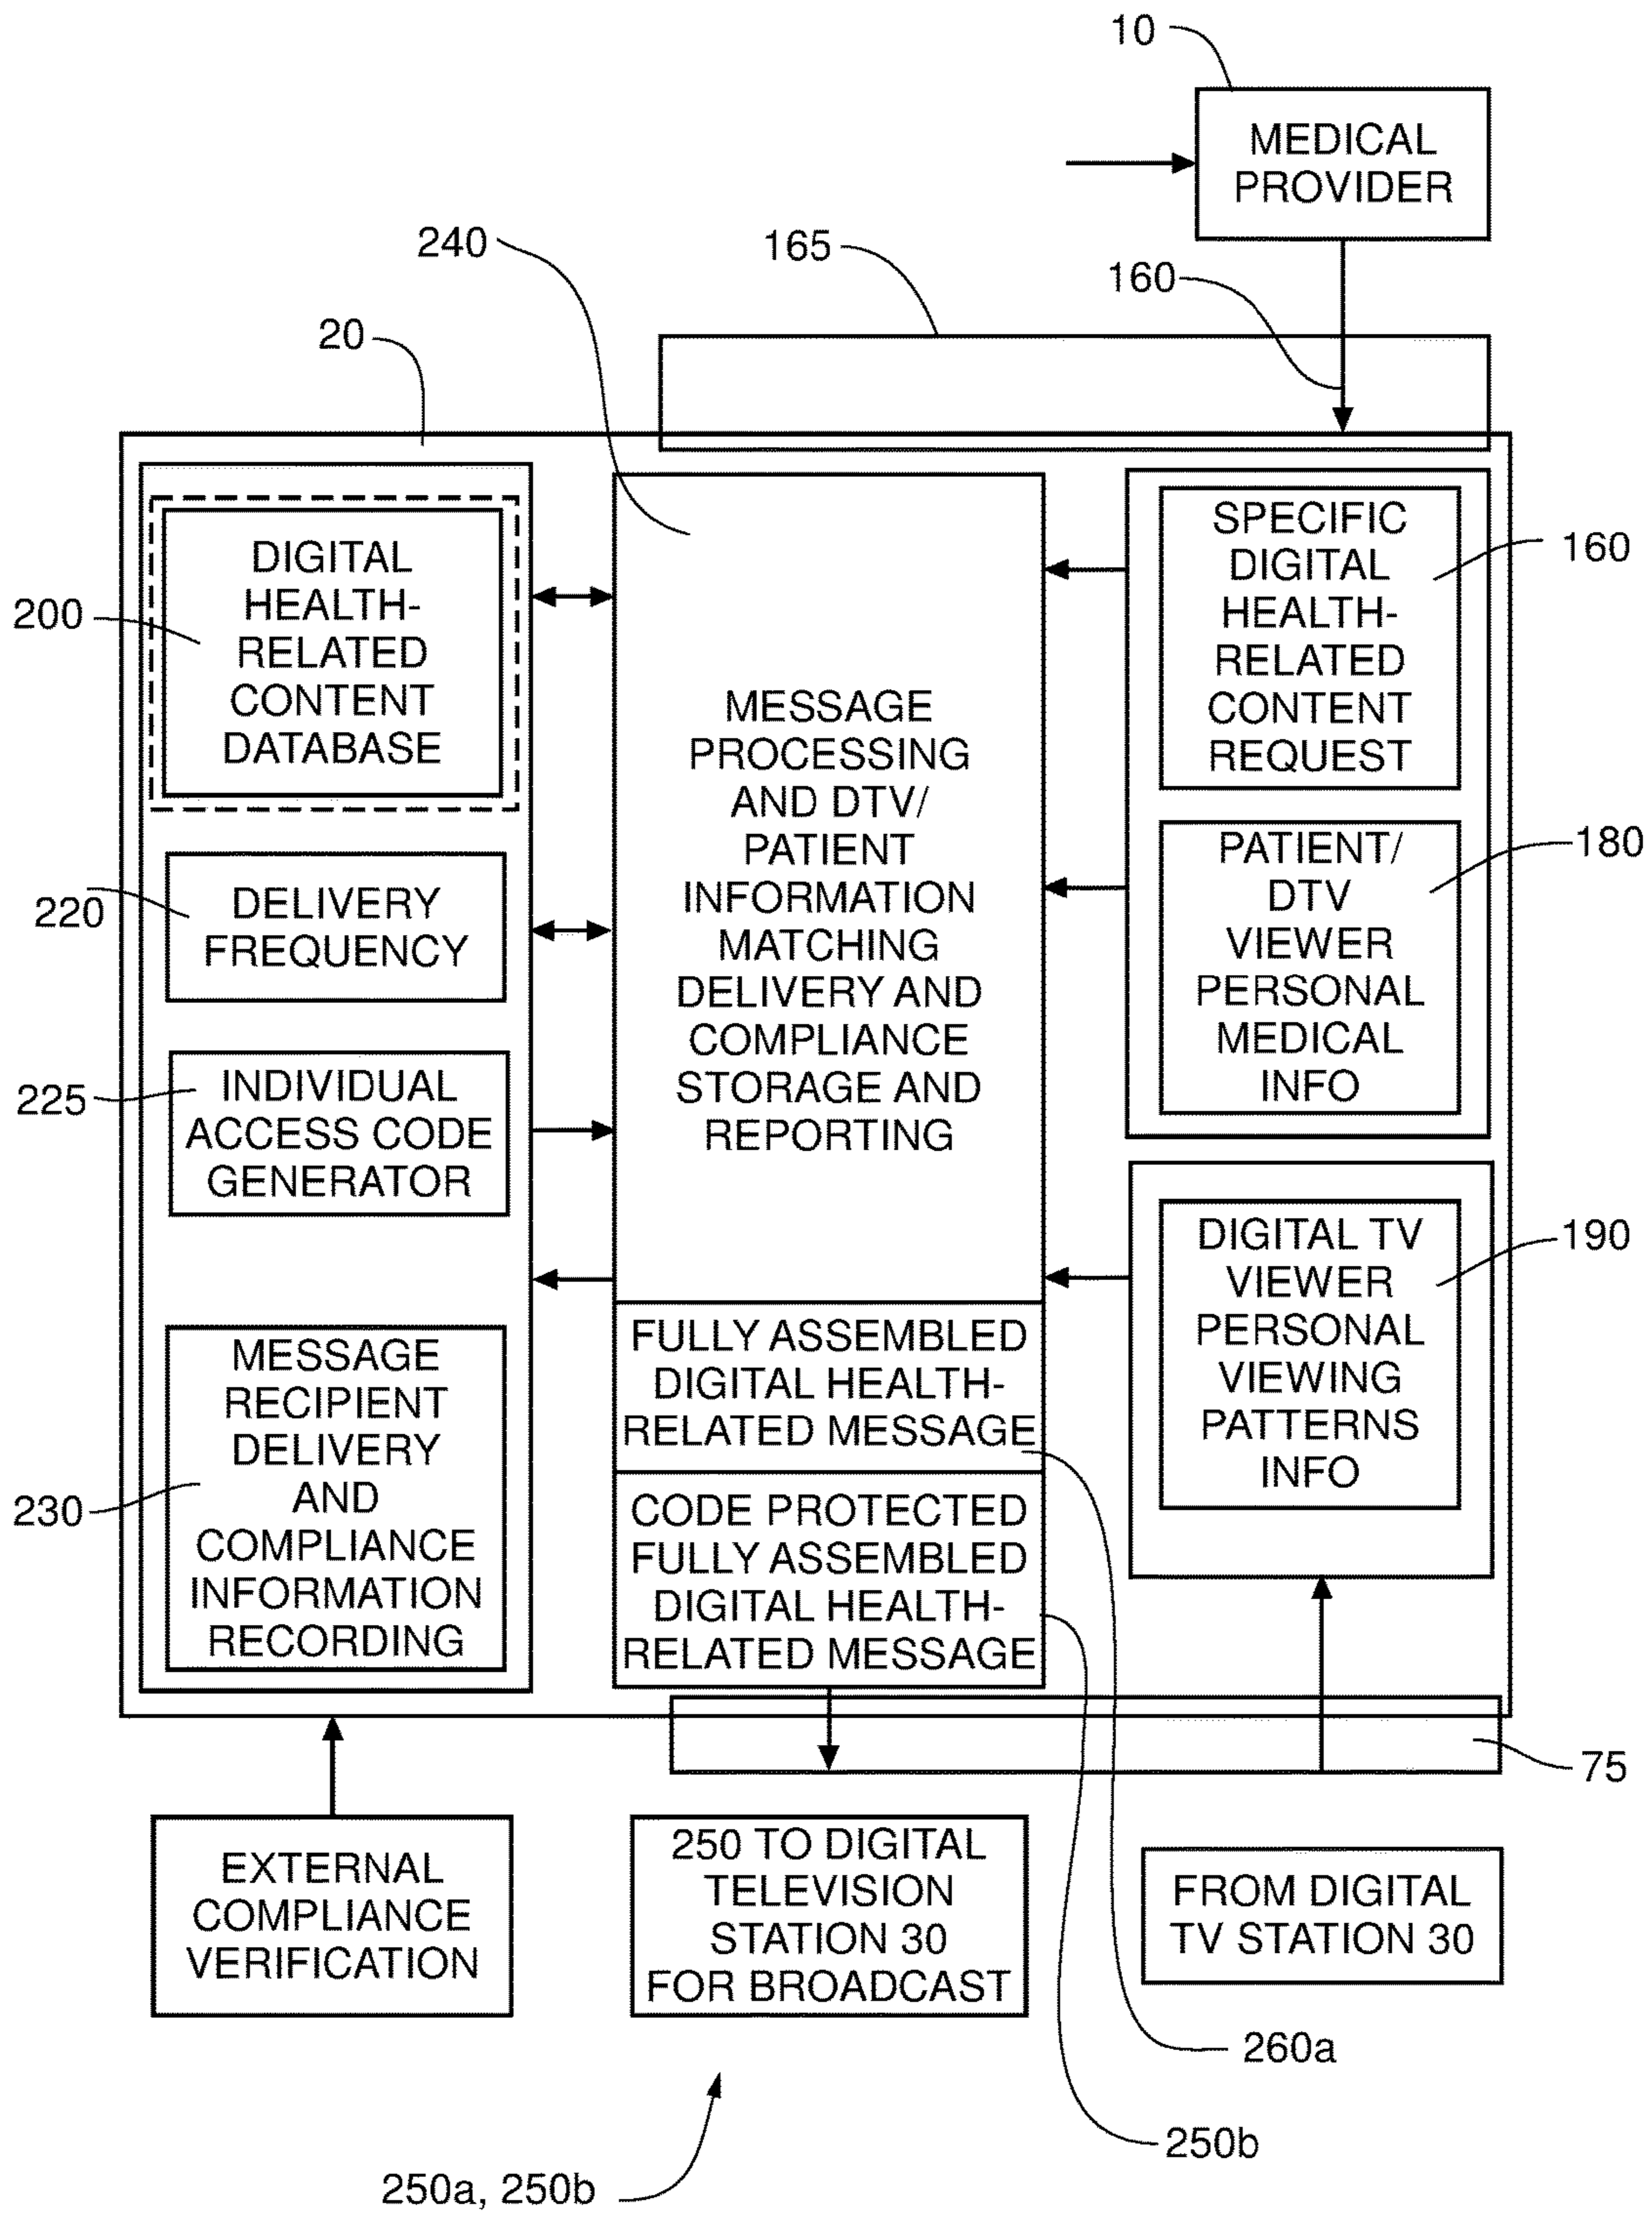 10
MEDICAL
PROVIDER
240
165
160
20
DIGITAL
HEALTH-
RELATED
CONTENT
DATABASE
200
DELIVERY
FREQUENCY
220
INDIVIDUAL
ACCESS CODE
GENERATOR
225
MESSAGE
RECIPIENT
DELIVERY
AND
COMPLIANCE
INFORMATION
RECORDING
230
MESSAGE
PROCESSING
AND DTV/
PATIENT
INFORMATION
MATCHING
DELIVERY AND
COMPLIANCE
STORAGE AND
REPORTING
FULLY ASSEMBLED
DIGITAL HEALTH-
RELATED MESSAGE
CODE PROTECTED
FULLY ASSEMBLED
DIGITAL HEALTH-
RELATED MESSAGE
SPECIFIC
DIGITAL
HEALTH-
RELATED
CONTENT
REQUEST
160
PATIENT/
DTV
VIEWER
PERSONAL
MEDICAL
INFO
180
DIGITAL TV
VIEWER
PERSONAL
VIEWING
PATTERNS
INFO
190
75
EXTERNAL
COMPLIANCE
VERIFICATION
250 TO DIGITAL
TELEVISION
STATION 30
FOR BROADCAST
FROM DIGITAL
TV STATION 30
260a
250b
250a, 250b